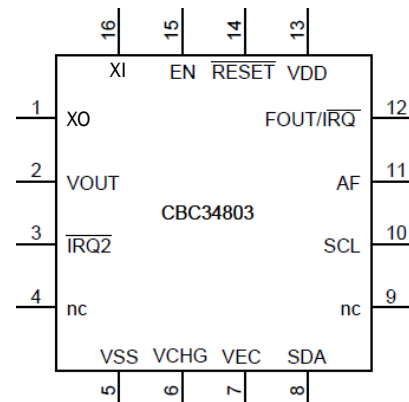 16 15 14 13
XI EN RESET VDD
1 XO FOUT/IRQ 12
2 VOUT AF 11
CBC34803
3 IRQ2 SCL 10
4 nc nc 9
VSS VCHG VEC SDA
5 6 7 8